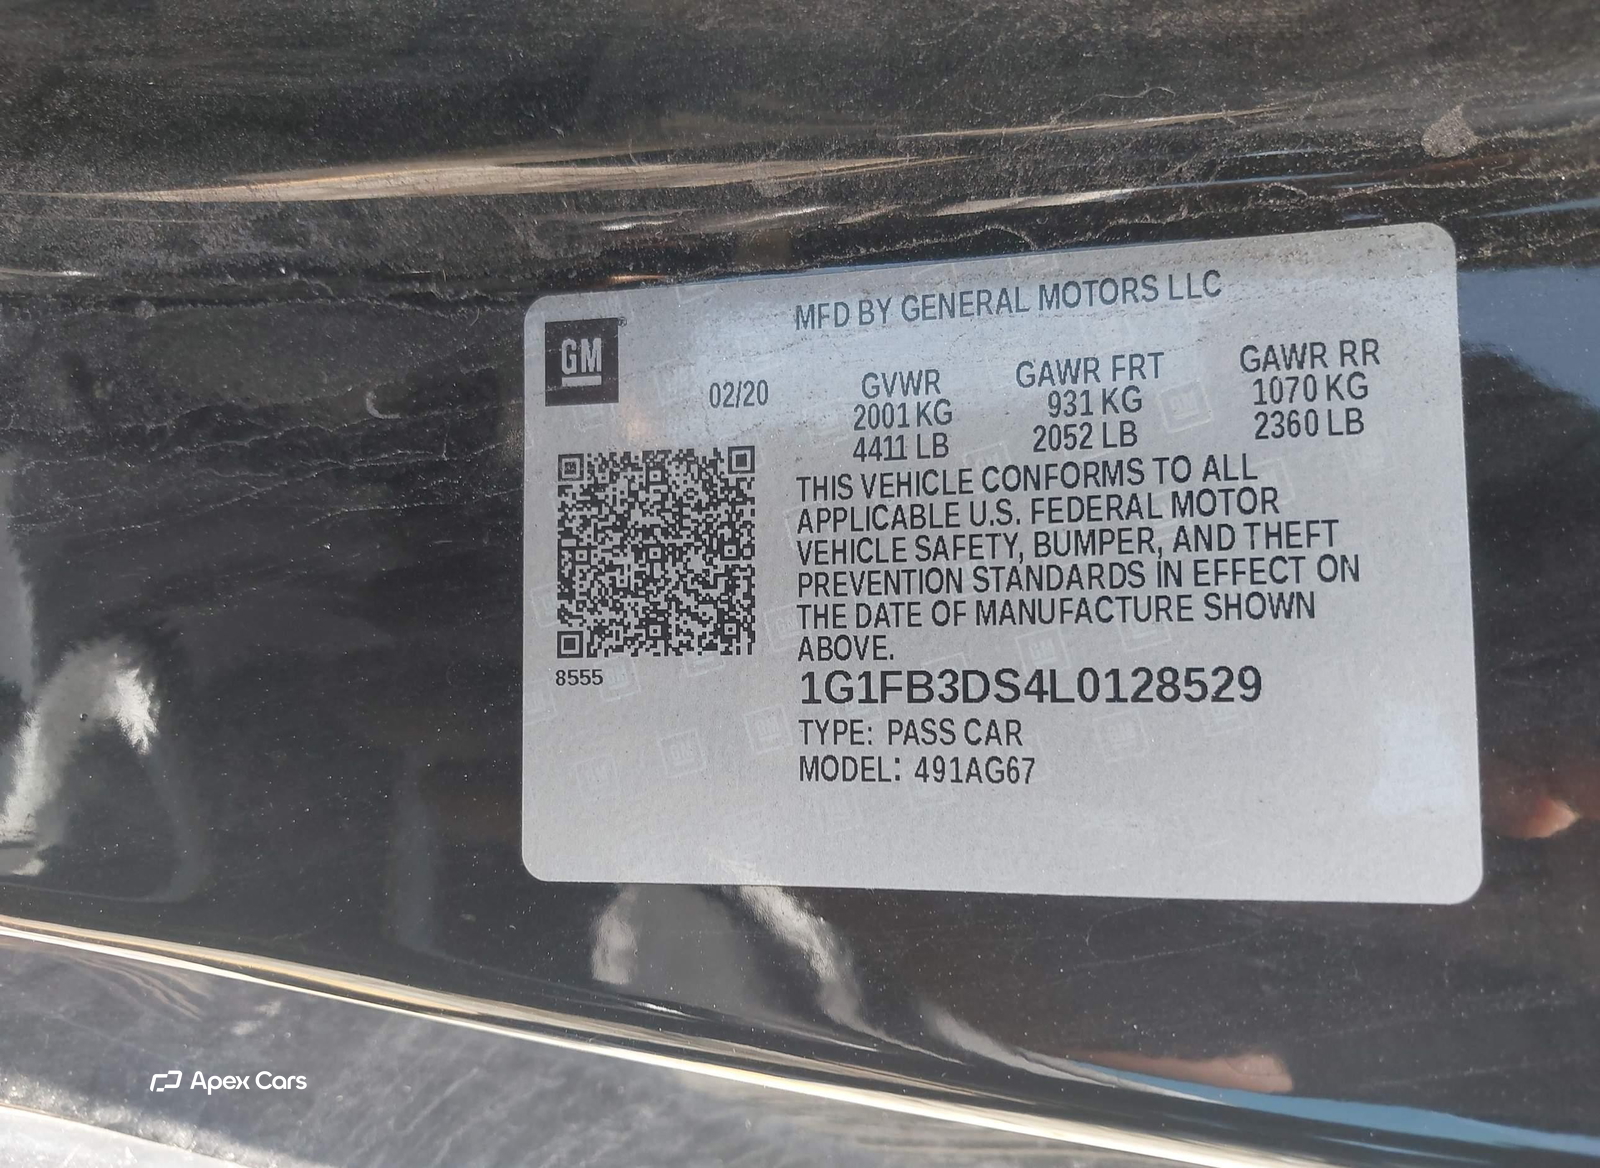 MFD BY GENERAL MOTORS LLC
GM
02/20
GVWR
2001 KG
4411 LB
GAWR FRT
931 KG
2052 LB
GAWR RR
1070 KG
2360 LB
THIS VEHICLE CONFORMS TO ALL
APPLICABLE U.S. FEDERAL MOTOR
VEHICLE SAFETY, BUMPER, AND THEFT
PREVENTION STANDARDS IN EFFECT ON
THE DATE OF MANUFACTURE SHOWN
ABOVE.
8555
1G1FB3DS4L0128529
TYPE: PASS CAR
MODEL: 491AG67
Apex Cars